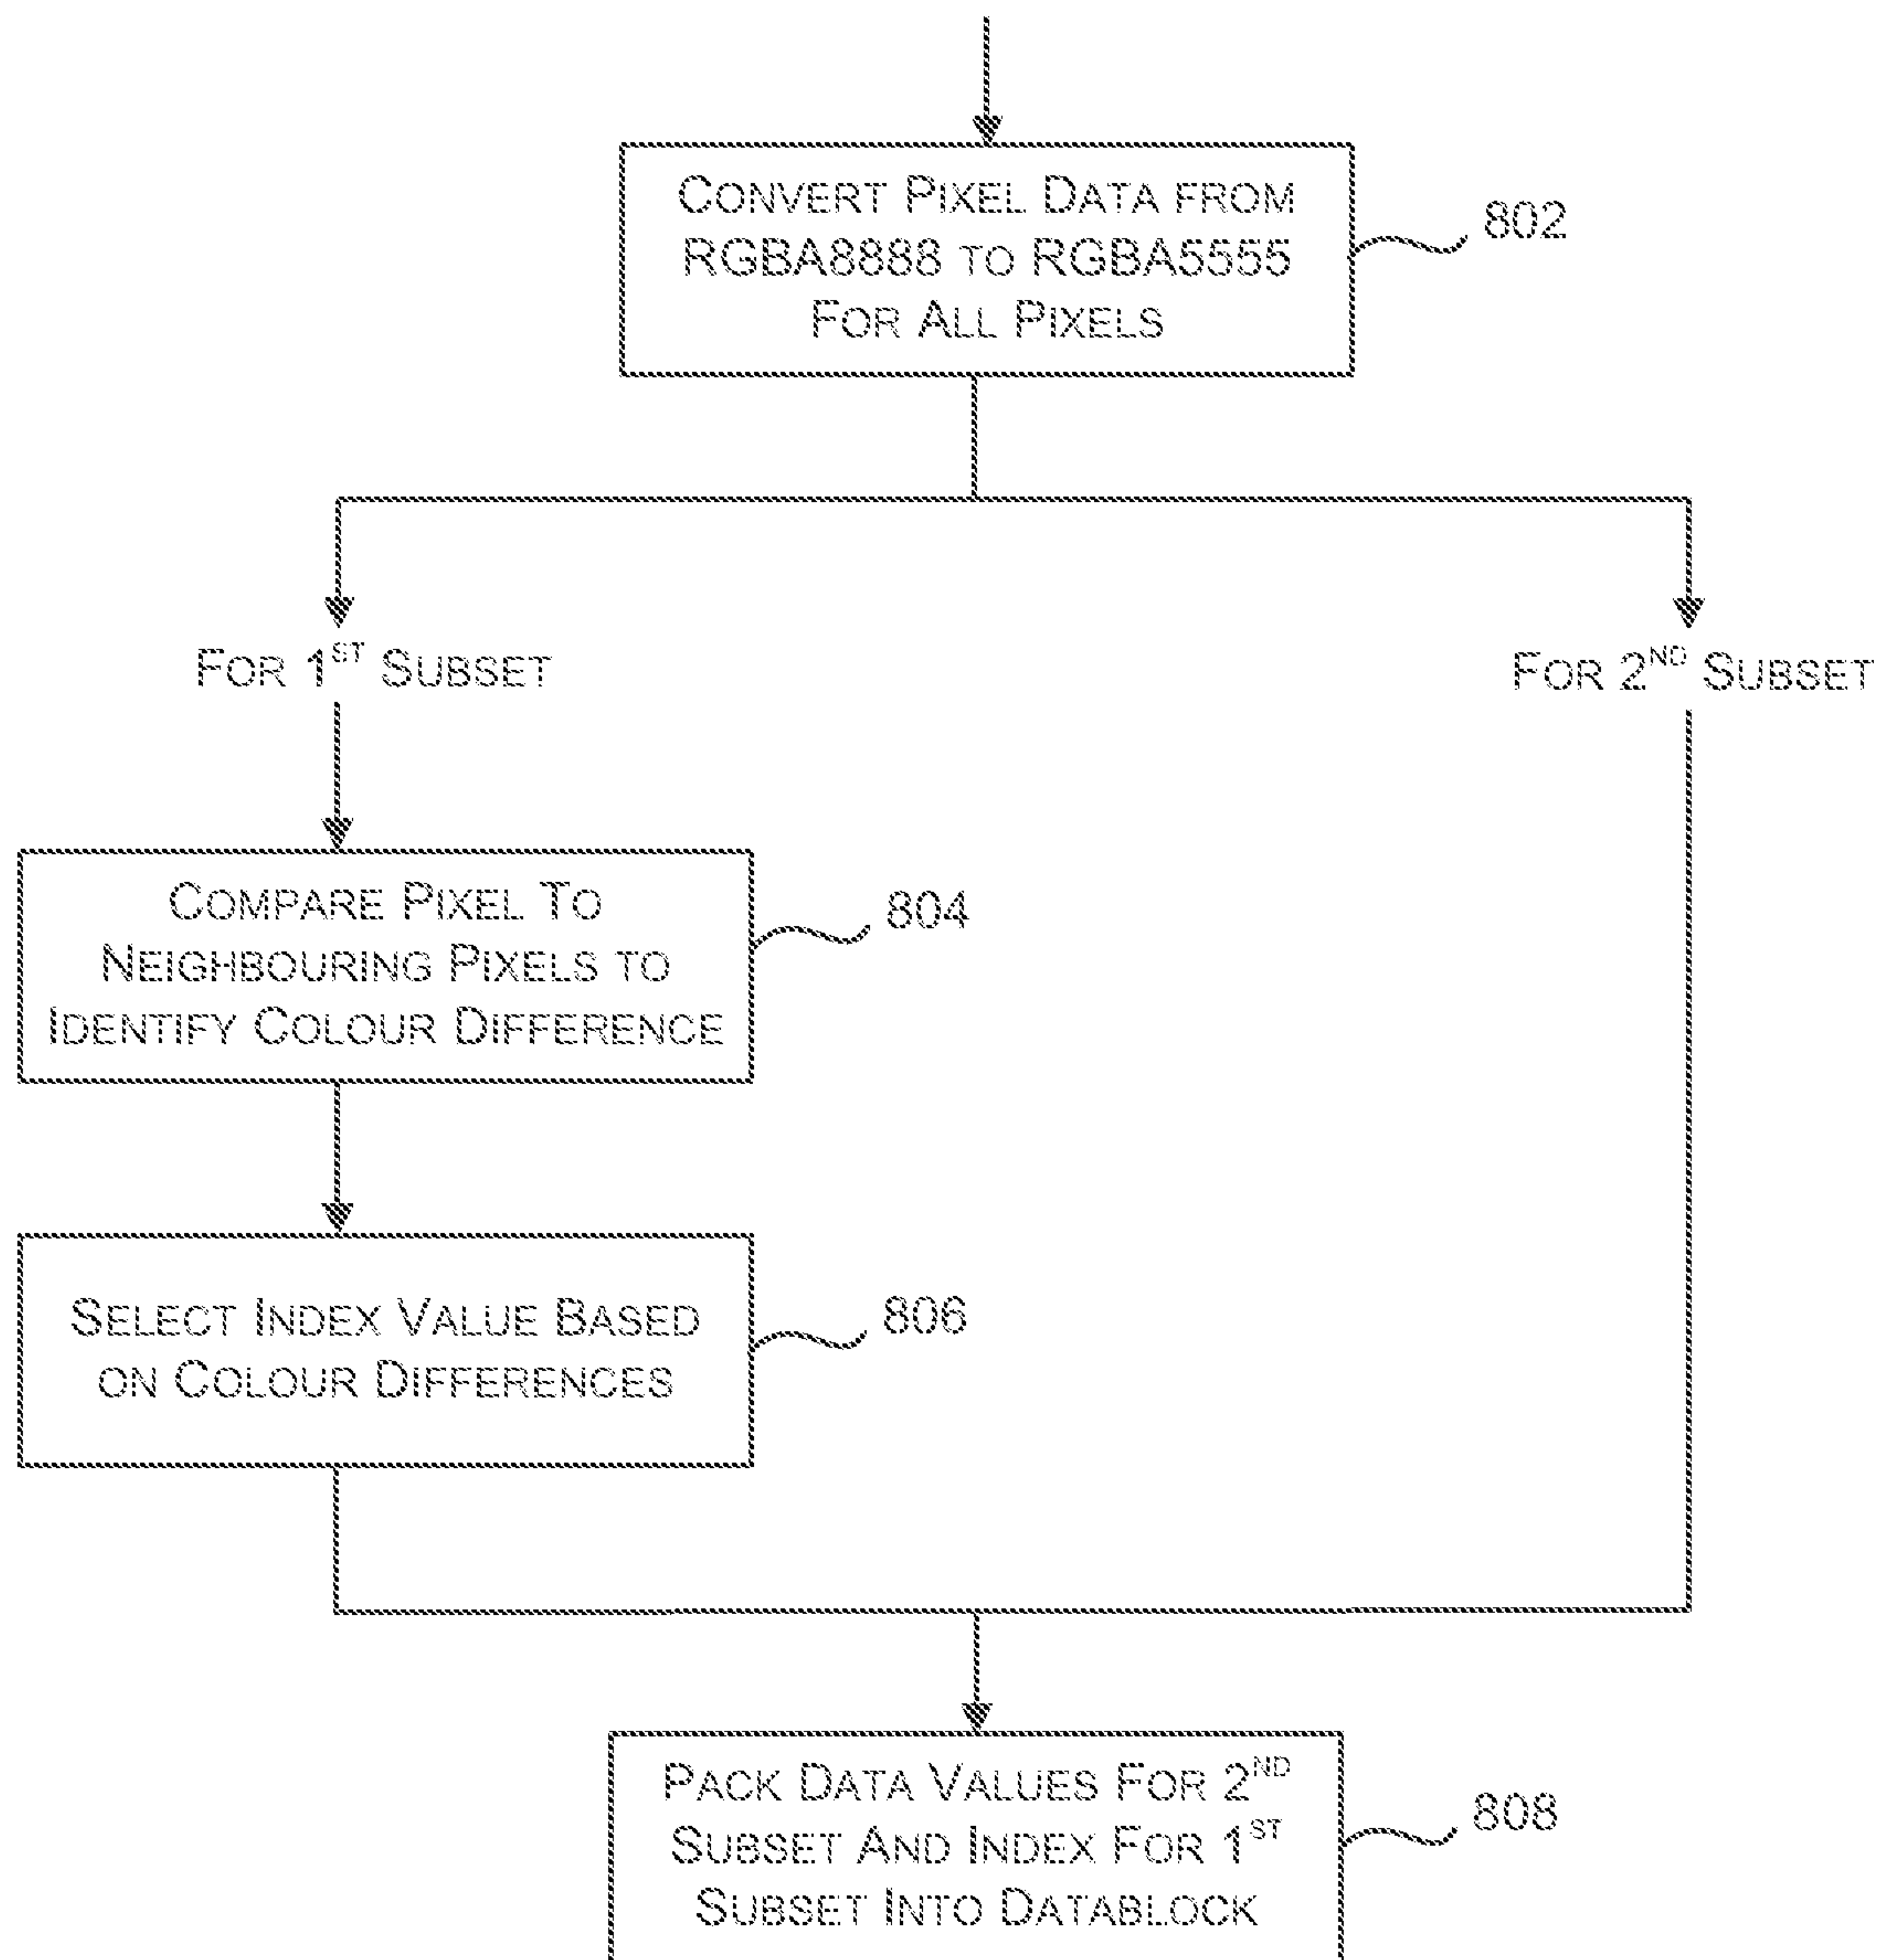 CONVERT PIXEL DATA FROM
RGBA8888 TO RGBA5555
FOR ALL PIXELS
802
FOR 1ST SUBSET
FOR 2ND SUBSET
COMPARE PIXEL TO
NEIGHBOURING PIXELS TO
IDENTIFY COLOUR DIFFERENCE
804
SELECT INDEX VALUE BASED
ON COLOUR DIFFERENCES
806
PACK DATA VALUES FOR 2ND
SUBSET AND INDEX FOR 1ST
SUBSET INTO DATABLOCK
808